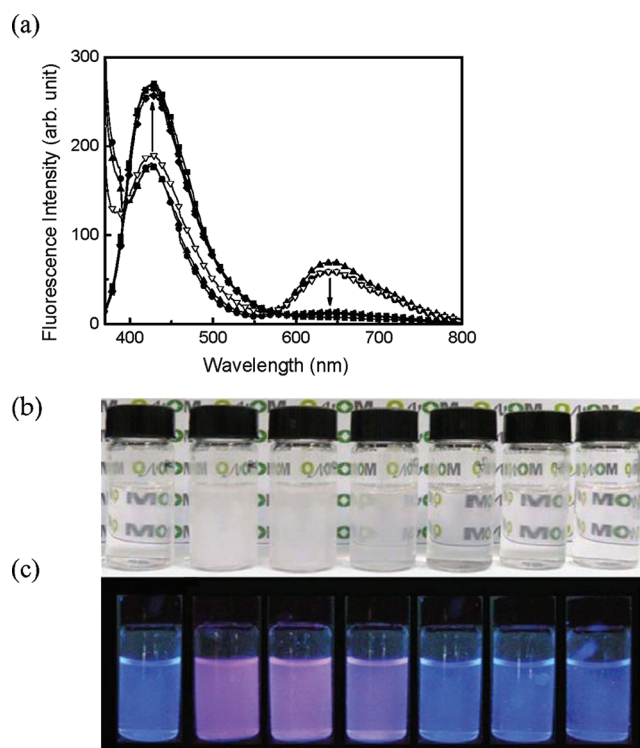 (a)
300
200
100
0
Fluorescence Intensity (arb. unit)
400 500 600 700 800
Wavelength (nm)
(b)
(c)